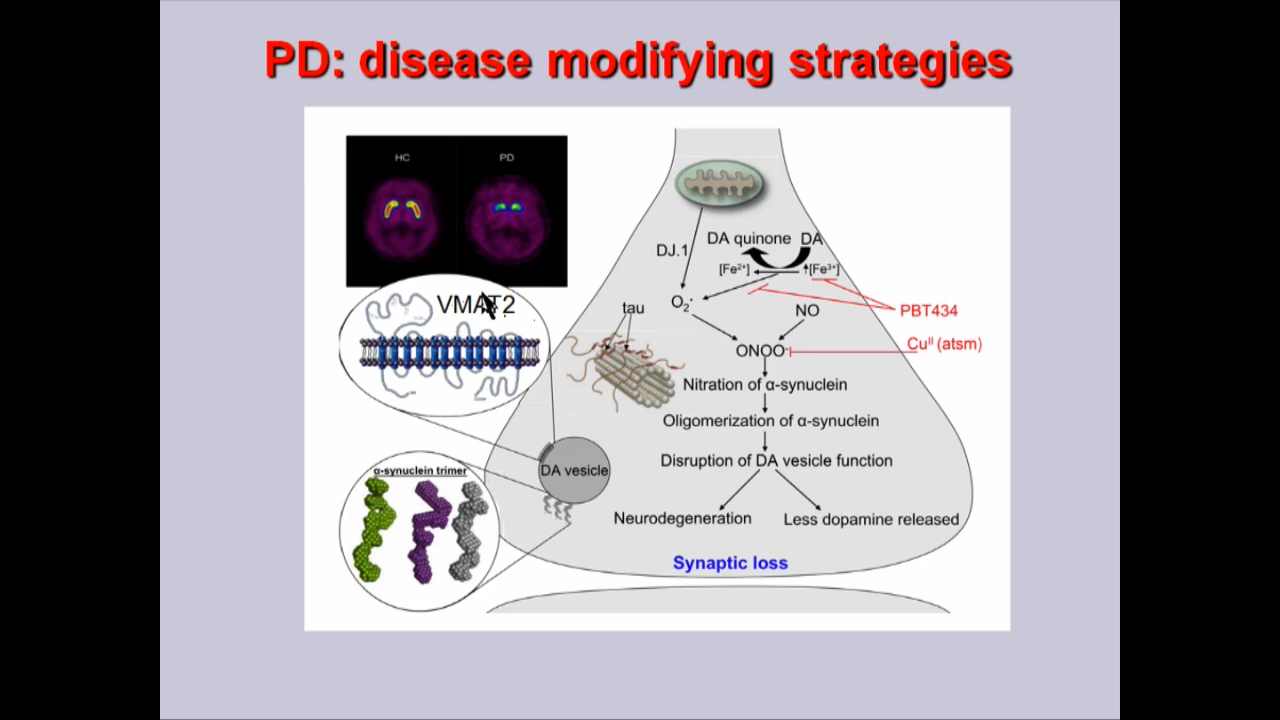 PD: disease modifying strategies
HC PD
VMAT2
α-synuclein trimer
DA vesicle
tau
DJ.1
DA quinone DA
[Fe²⁺] [Fe³⁺]
O₂⁻
NO
PBT434
ONOO⁻
Cuᴵᴵ (atsm)
Nitration of α-synuclein
Oligomerization of α-synuclein
Disruption of DA vesicle function
Neurodegeneration
Less dopamine released
Synaptic loss